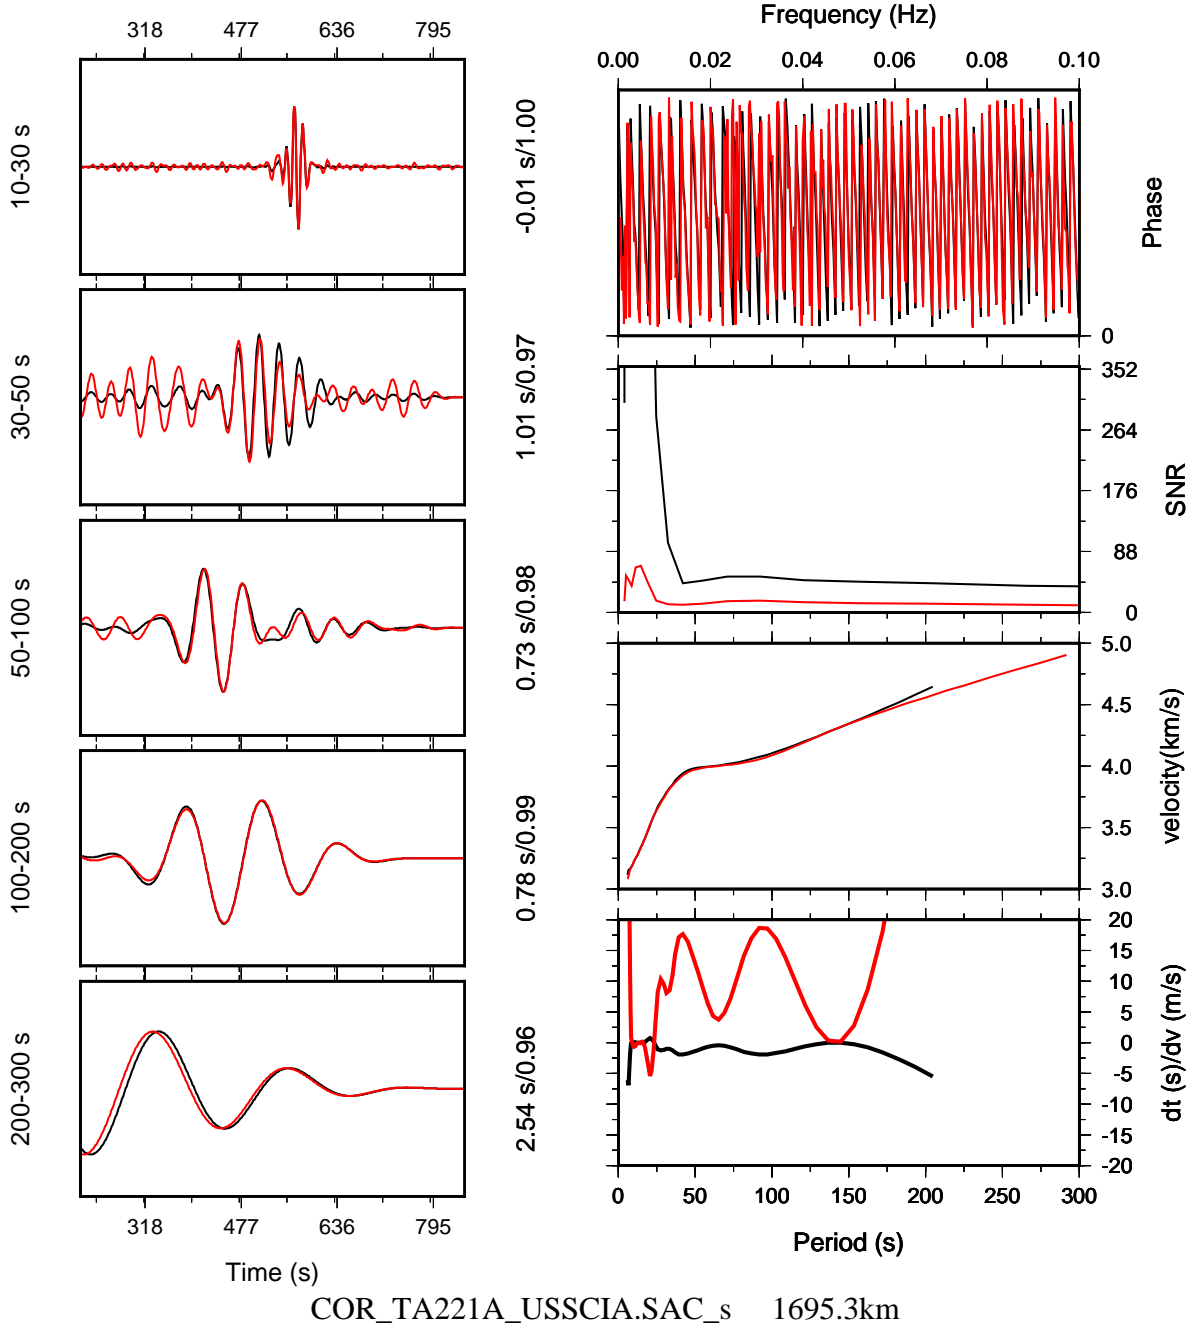 318 477 636 795
10-30 s
-0.01 s/1.00
30-50 s
1.01 s/0.97
50-100 s
0.73 s/0.98
100-200 s
0.78 s/0.99
200-300 s
2.54 s/0.96
318 477 636 795
Time (s)
Frequency (Hz)
0.00 0.02 0.04 0.06 0.08 0.10
Phase
0
352
264
176
88
0
SNR
5.0
4.5
4.0
3.5
3.0
velocity(km/s)
20
15
10
5
0
-5
-10
-15
-20
dt (s)/dv (m/s)
0 50 100 150 200 250 300
Period (s)
COR_TA221A_USSCIA.SAC_s 1695.3km